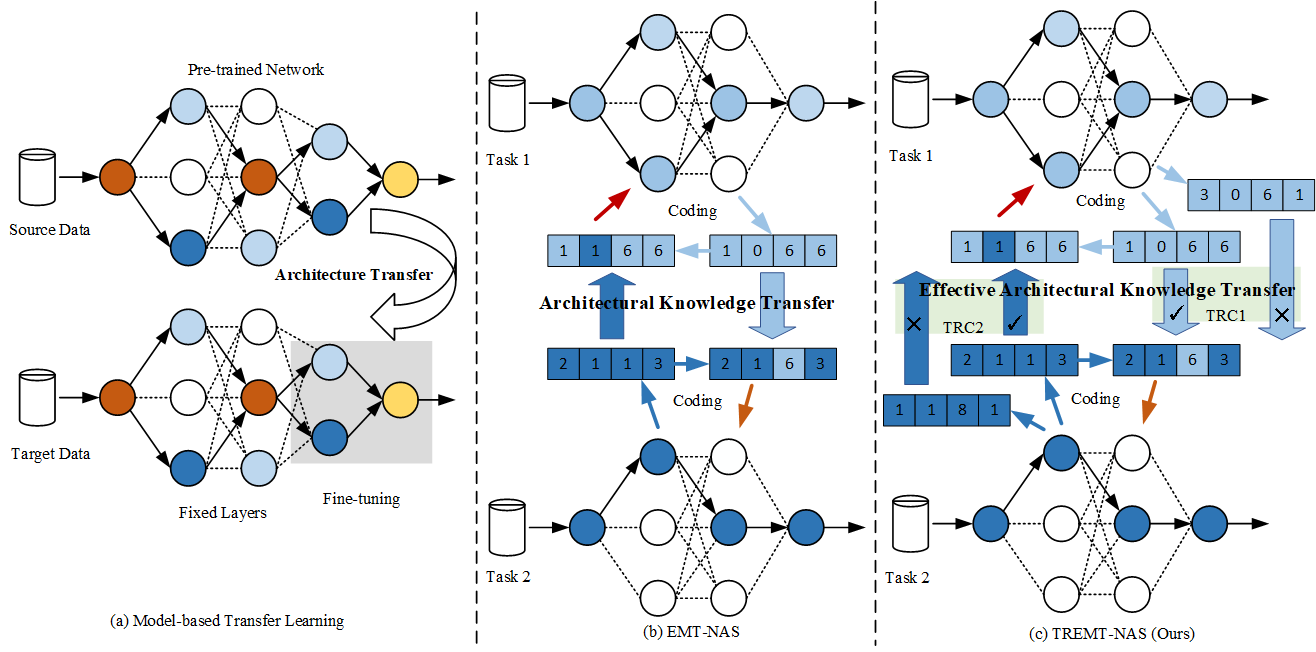 Pre-trained Network
Source Data
Architecture Transfer
Target Data
Fixed Layers
Fine-tuning
(a) Model-based Transfer Learning
Task 1
Coding
1 1 6 6
1 0 6 6
Architectural Knowledge Transfer
2 1 1 3
2 1 6 3
Coding
Task 2
(b) EMT-NAS
Task 1
3 0 6 1
Coding
1 1 6 6
1 0 6 6
Effective Architectural Knowledge Transfer
TRC2
TRC1
2 1 1 3
2 1 6 3
Coding
1 1 8 1
Task 2
(c) TREMT-NAS (Ours)